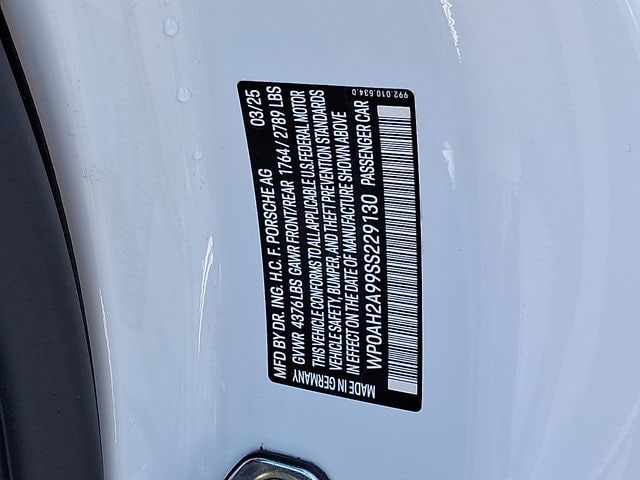 MFD BY DR. ING. H.C. F. PORSCHE AG 03/25
GVWR 4376 LBS GAWR FRONT/REAR 1764 / 2789 LBS
THIS VEHICLE CONFORMS TO ALL APPLICABLE U.S. FEDERAL MOTOR
VEHICLE SAFETY, BUMPER, AND THEFT PREVENTION STANDARDS
IN EFFECT ON THE DATE OF MANUFACTURE SHOWN ABOVE
WP0AH2A99SS229130 PASSENGER CAR
MADE IN GERMANY
992.010.534.0